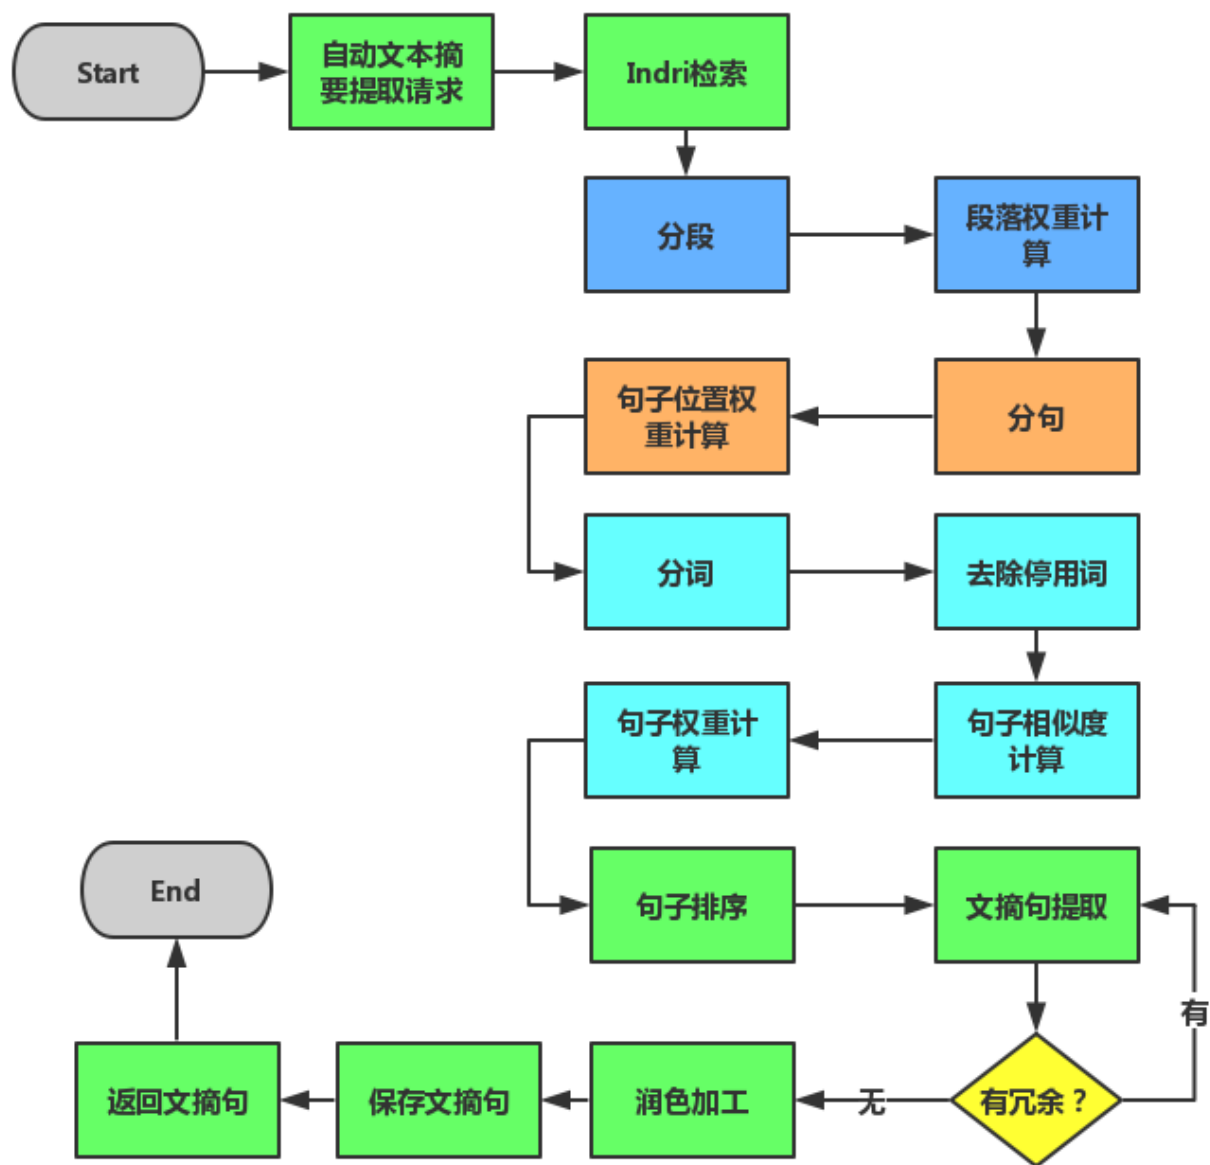 Start
自动文本摘
要提取请求
Indri检索
分段
段落权重计
算
分句
句子位置权
重计算
分词
去除停用词
句子相似度
计算
句子权重计
算
句子排序
文摘句提取
有
有冗余？
无
润色加工
保存文摘句
返回文摘句
End